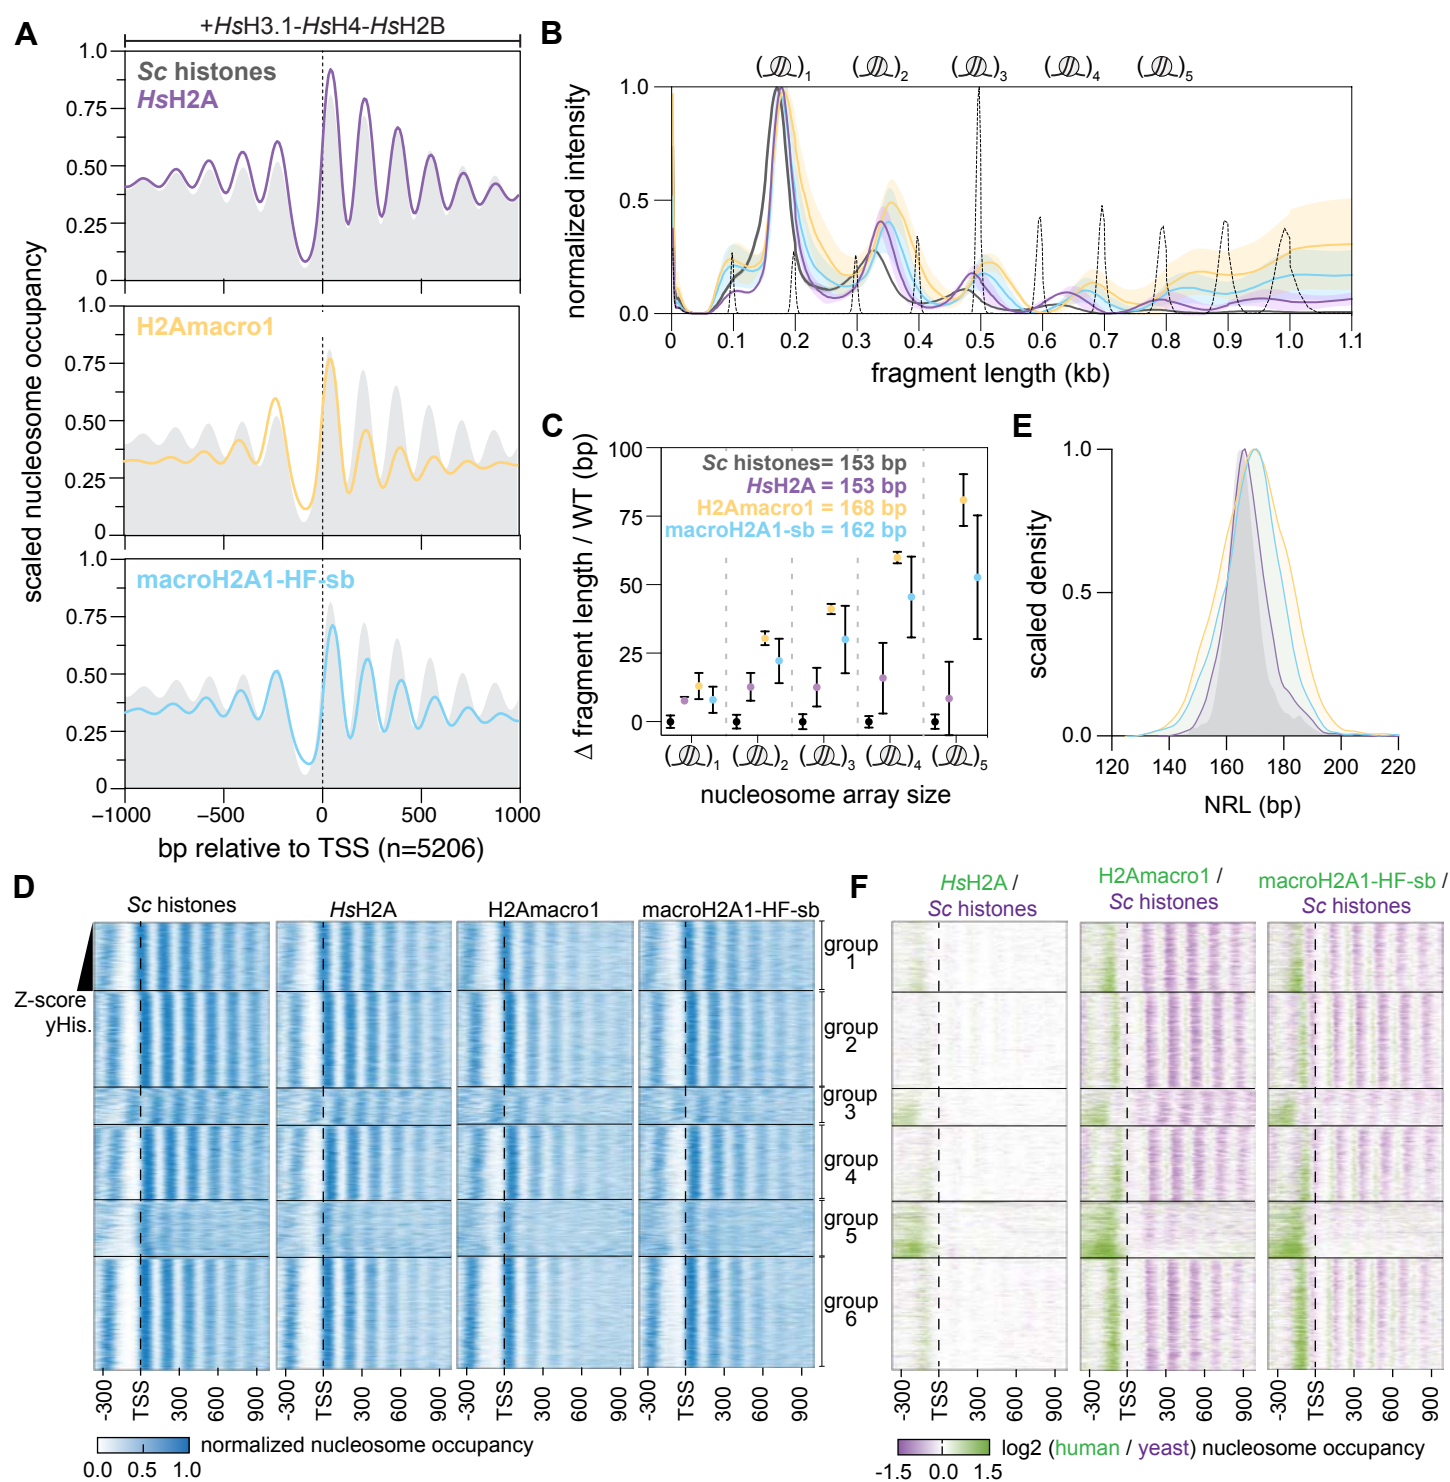 A
+HsH3.1-HsH4-HsH2B
scaled nucleosome occupancy
1.0
0.75
0.50
0.25
0
Sc histones
HsH2A
1.0
0.75
0.50
0.25
0
H2Amacro1
1.0
0.75
0.50
0.25
0
macroH2A1-HF-sb
−1000
−500
0
500
1000
bp relative to TSS (n=5206)
B
( )1
( )2
( )3
( )4
( )5
normalized intensity
1.0
0.5
0.0
0
0.1
0.2
0.3
0.4
0.5
0.6
0.7
0.8
0.9
1.0
1.1
fragment length (kb)
C
Δ fragment length / WT (bp)
100
75
50
25
0
Sc histones= 153 bp
HsH2A = 153 bp
H2Amacro1 = 168 bp
macroH2A1-sb = 162 bp
( )1
( )2
( )3
( )4
( )5
nucleosome array size
E
scaled density
1.0
0.5
0.0
120
140
160
180
200
220
NRL (bp)
D
Sc histones
HsH2A
H2Amacro1
macroH2A1-HF-sb
Z-score
yHis.
group
1
group
2
group
3
group
4
group
5
group
6
-300
TSS
300
600
900
-300
TSS
300
600
900
-300
TSS
300
600
900
-300
TSS
300
600
900
normalized nucleosome occupancy
0.0
0.5
1.0
F
HsH2A /
Sc histones
H2Amacro1 /
Sc histones
macroH2A1-HF-sb /
Sc histones
-300
TSS
300
600
900
-300
TSS
300
600
900
-300
TSS
300
600
900
log2 (human / yeast) nucleosome occupancy
-1.5
0.0
1.5